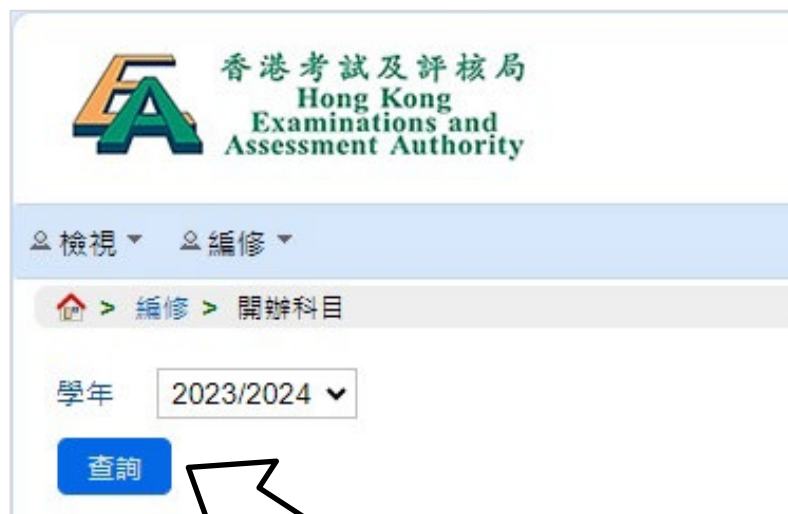 香港考試及評核局
Hong Kong
Examinations and
Assessment Authority
檢視 編修
> 編修 > 開辦科目
學年 2023/2024
查詢